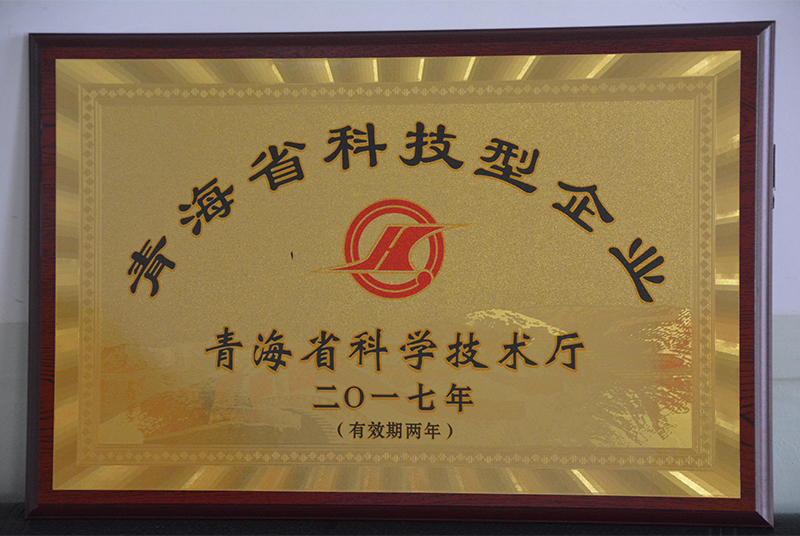 青海省科技型企业
青海省科学技术厅
二〇一七年
（有效期两年）